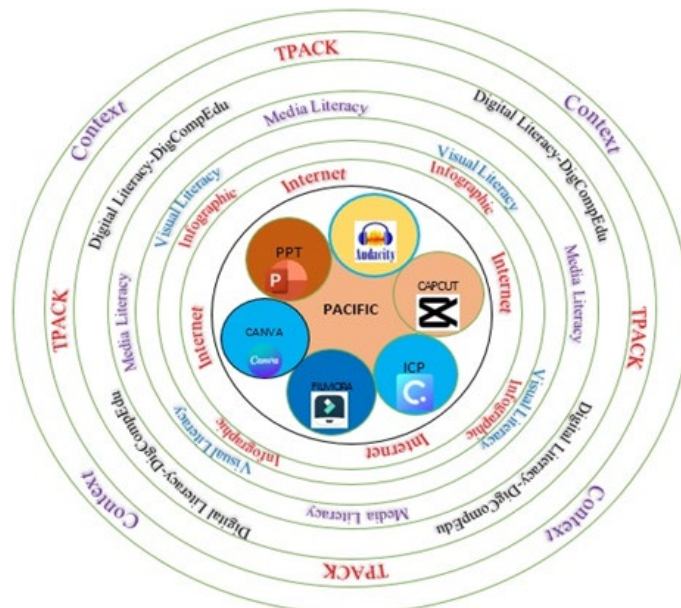 TPACK
Context
Context
Digital Literacy-DigCompEdu
Digital Literacy-DigCompEdu
Media Literacy
Visual Literacy
Visual Literacy
Infographic
Infographic
Internet
PPT
P
Audacity
CAPCUT
PACIFIC
Internet
Internet
Media Literacy
Media Literacy
TPACK
TPACK
CANVA
Canva
FILMORA
ICP
C
Internet
Infographic
Infographic
Visual Literacy
Visual Literacy
Media Literacy
Digital Literacy-DigCompEdu
Digital Literacy-DigCompEdu
Context
Context
TPACK